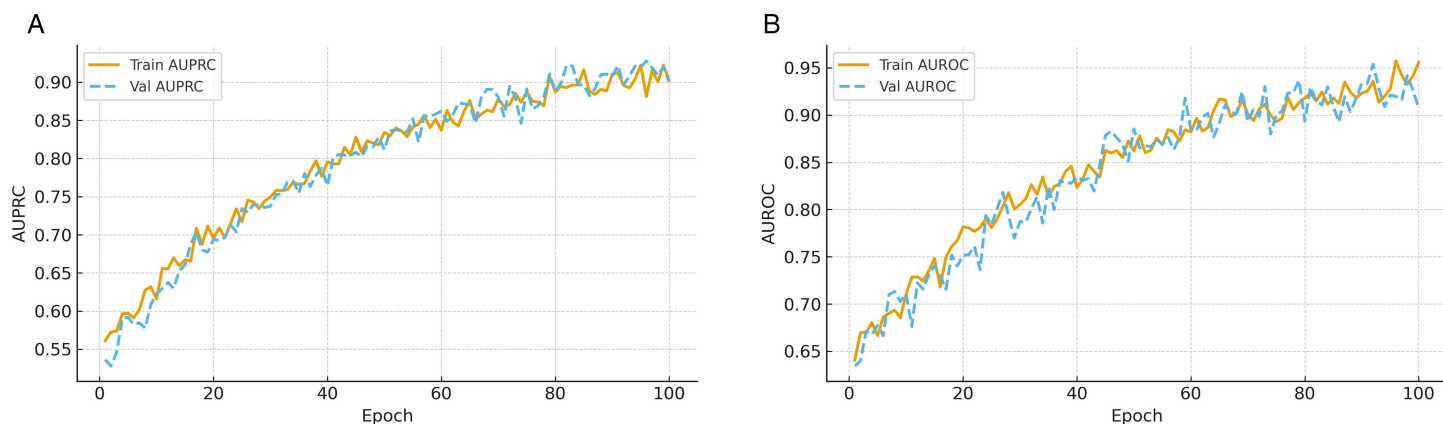 A
Train AUPRC
Val AUPRC
AUPRC
0.90
0.85
0.80
0.75
0.70
0.65
0.60
0.55
0 20 40 60 80 100
Epoch
B
Train AUROC
Val AUROC
AUROC
0.95
0.90
0.85
0.80
0.75
0.70
0.65
0 20 40 60 80 100
Epoch